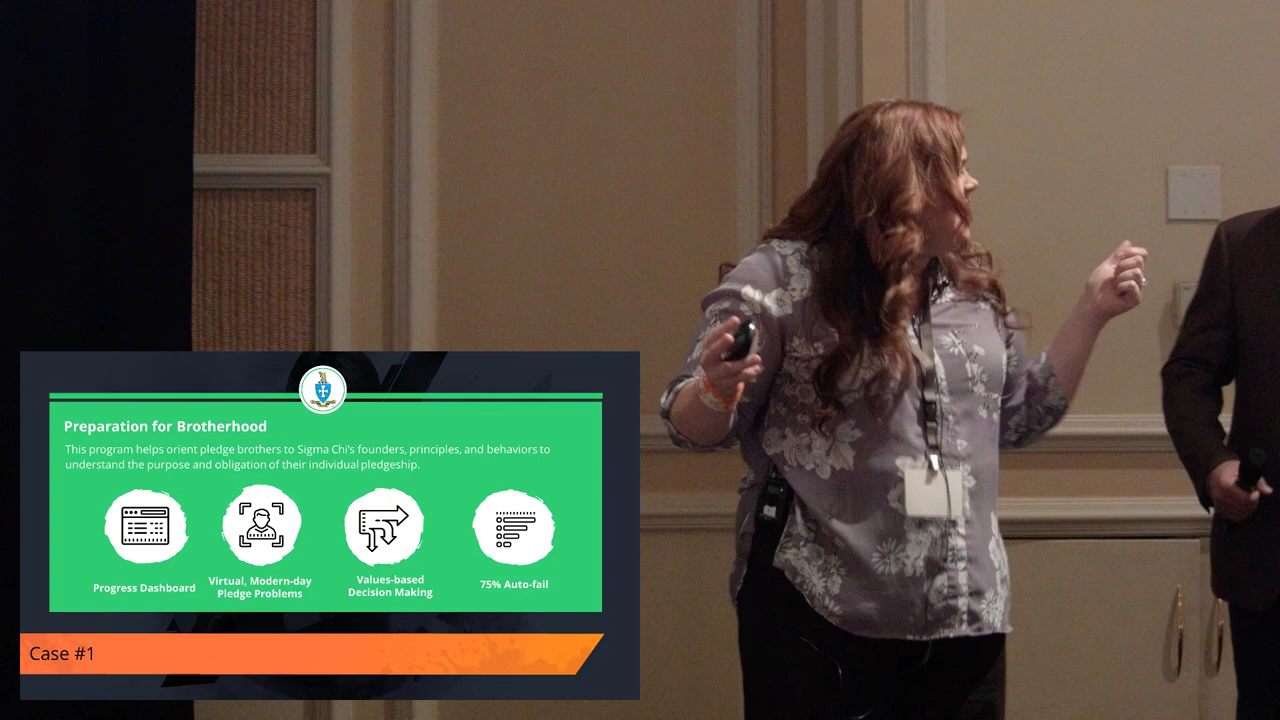 Preparation for Brotherhood
This program helps orient pledge brothers to Sigma Chi's founders, principles, and behaviors to
understand the purpose and obligation of their individual pledgeship.
Progress Dashboard
Virtual, Modern-day
Pledge Problems
Values-based
Decision Making
75% Auto-fail
Case #1